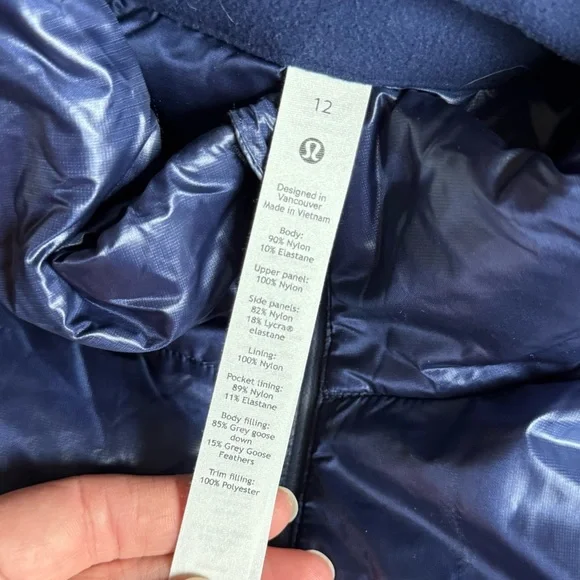 12
Designed in
Vancouver
Made in Vietnam
Body:
90% Nylon
10% Elastane
Upper panel:
100% Nylon
Side panels:
82% Nylon
18% Lycra®
elastane
Lining:
100% Nylon
Pocket lining:
89% Nylon
11% Elastane
Body filling:
85% Grey goose
down
15% Grey Goose
Feathers
Trim filling:
100% Polyester